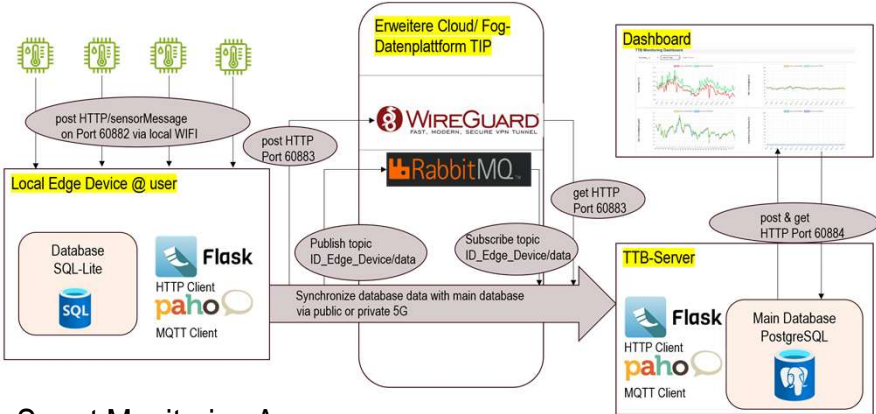 Erweitere Cloud/ Fog-
Datenplattform TIP
Dashboard
TTB-Monitoring Dashboard
post HTTP/sensorMessage
on Port 60882 via local WIFI
post HTTP
Port 60883
WIREGUARD
FAST, MODERN, SECURE VPN TUNNEL
RabbitMQ
Local Edge Device @ user
get HTTP
Port 60883
post & get
HTTP Port 60884
Database
SQL-Lite
SQL
Flask
HTTP Client
paho
MQTT Client
Publish topic
ID_Edge_Device/data
Subscribe topic
ID_Edge_Device/data
Synchronize database data with main database
via public or private 5G
TTB-Server
Flask
HTTP Client
paho
MQTT Client
Main Database
PostgreSQL